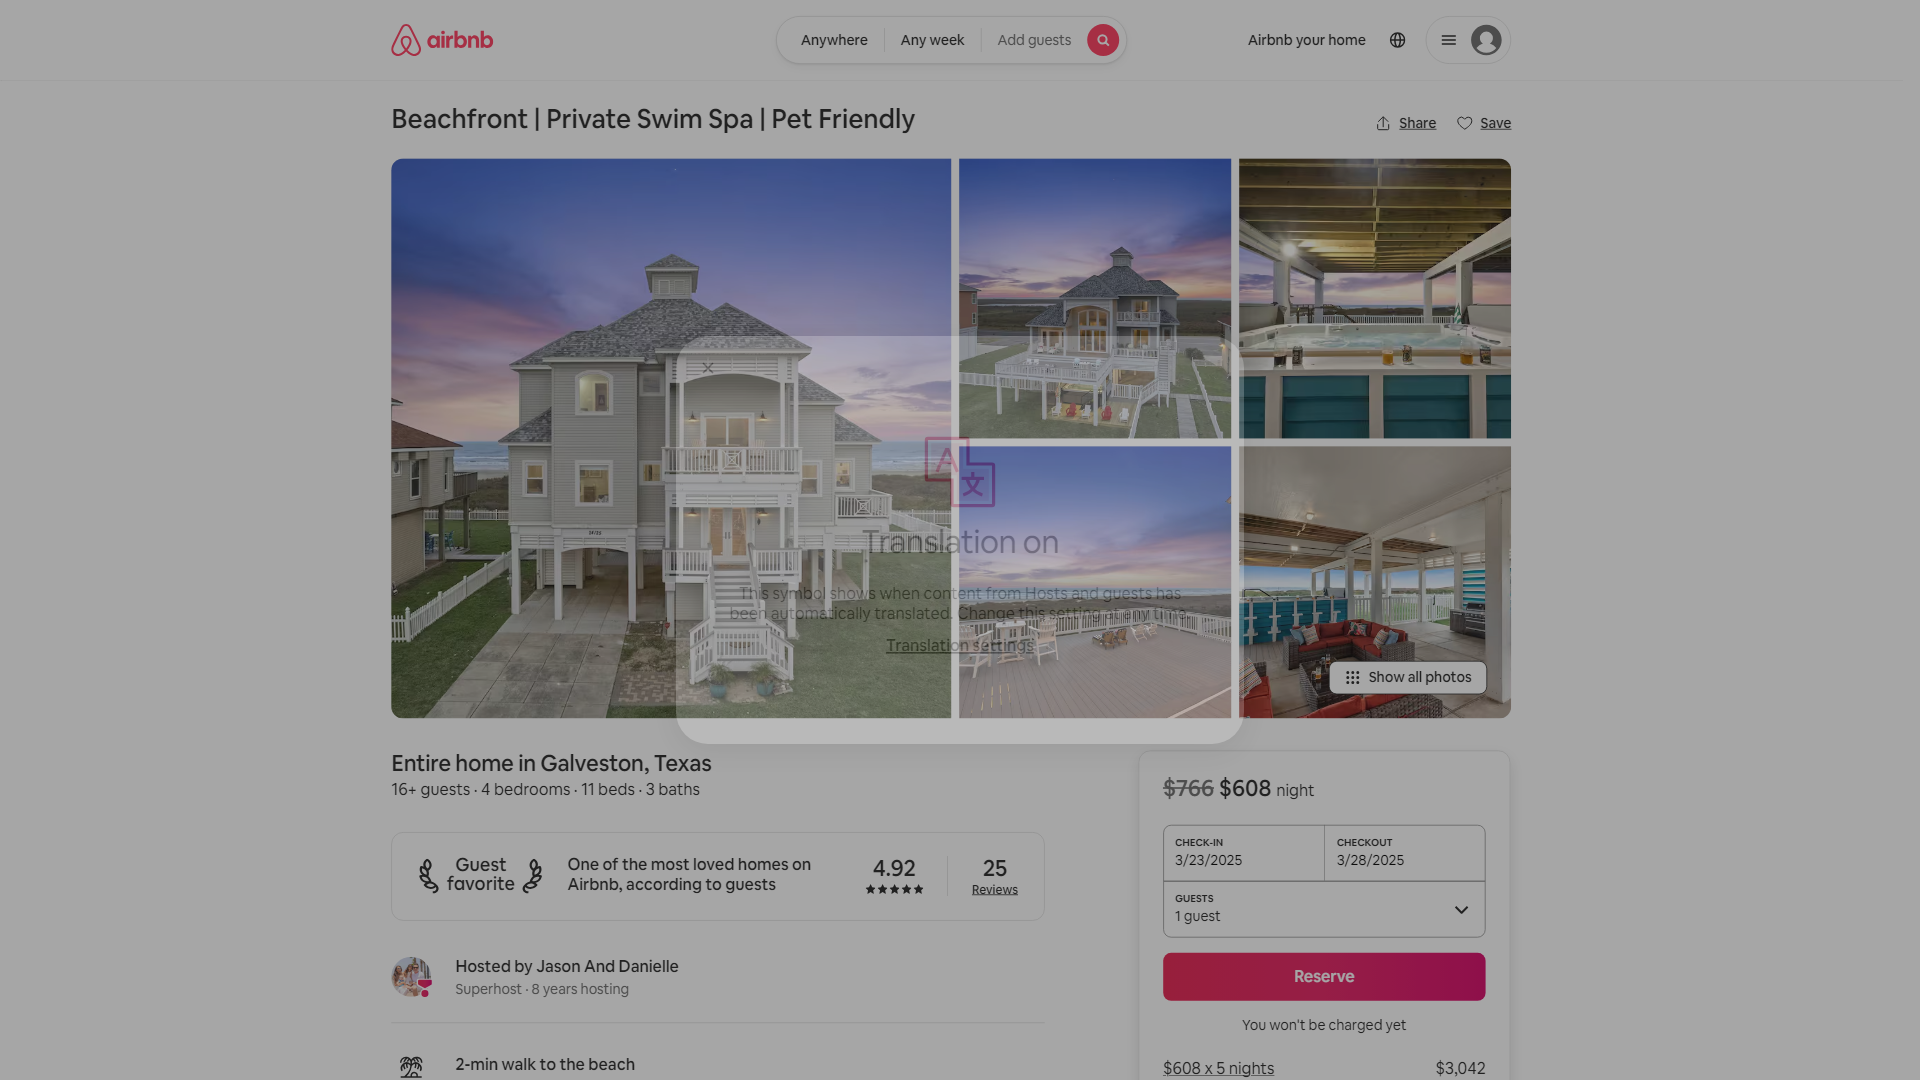 airbnb
Anywhere
Any week
Add guests
Airbnb your home
Beachfront | Private Swim Spa | Pet Friendly
Share
Save
A
文
Translation on
This symbol shows when content from Hosts and guests has
been automatically translated. Change this setting at any time.
Translation settings
Show all photos
Entire home in Galveston, Texas
16+ guests · 4 bedrooms · 11 beds · 3 baths
Guest
favorite
One of the most loved homes on
Airbnb, according to guests
4.92
25
Reviews
Hosted by Jason And Danielle
Superhost · 8 years hosting
2-min walk to the beach
$766 $608 night
CHECK-IN
3/23/2025
CHECKOUT
3/28/2025
GUESTS
1 guest
Reserve
You won't be charged yet
$608 x 5 nights
$3,042